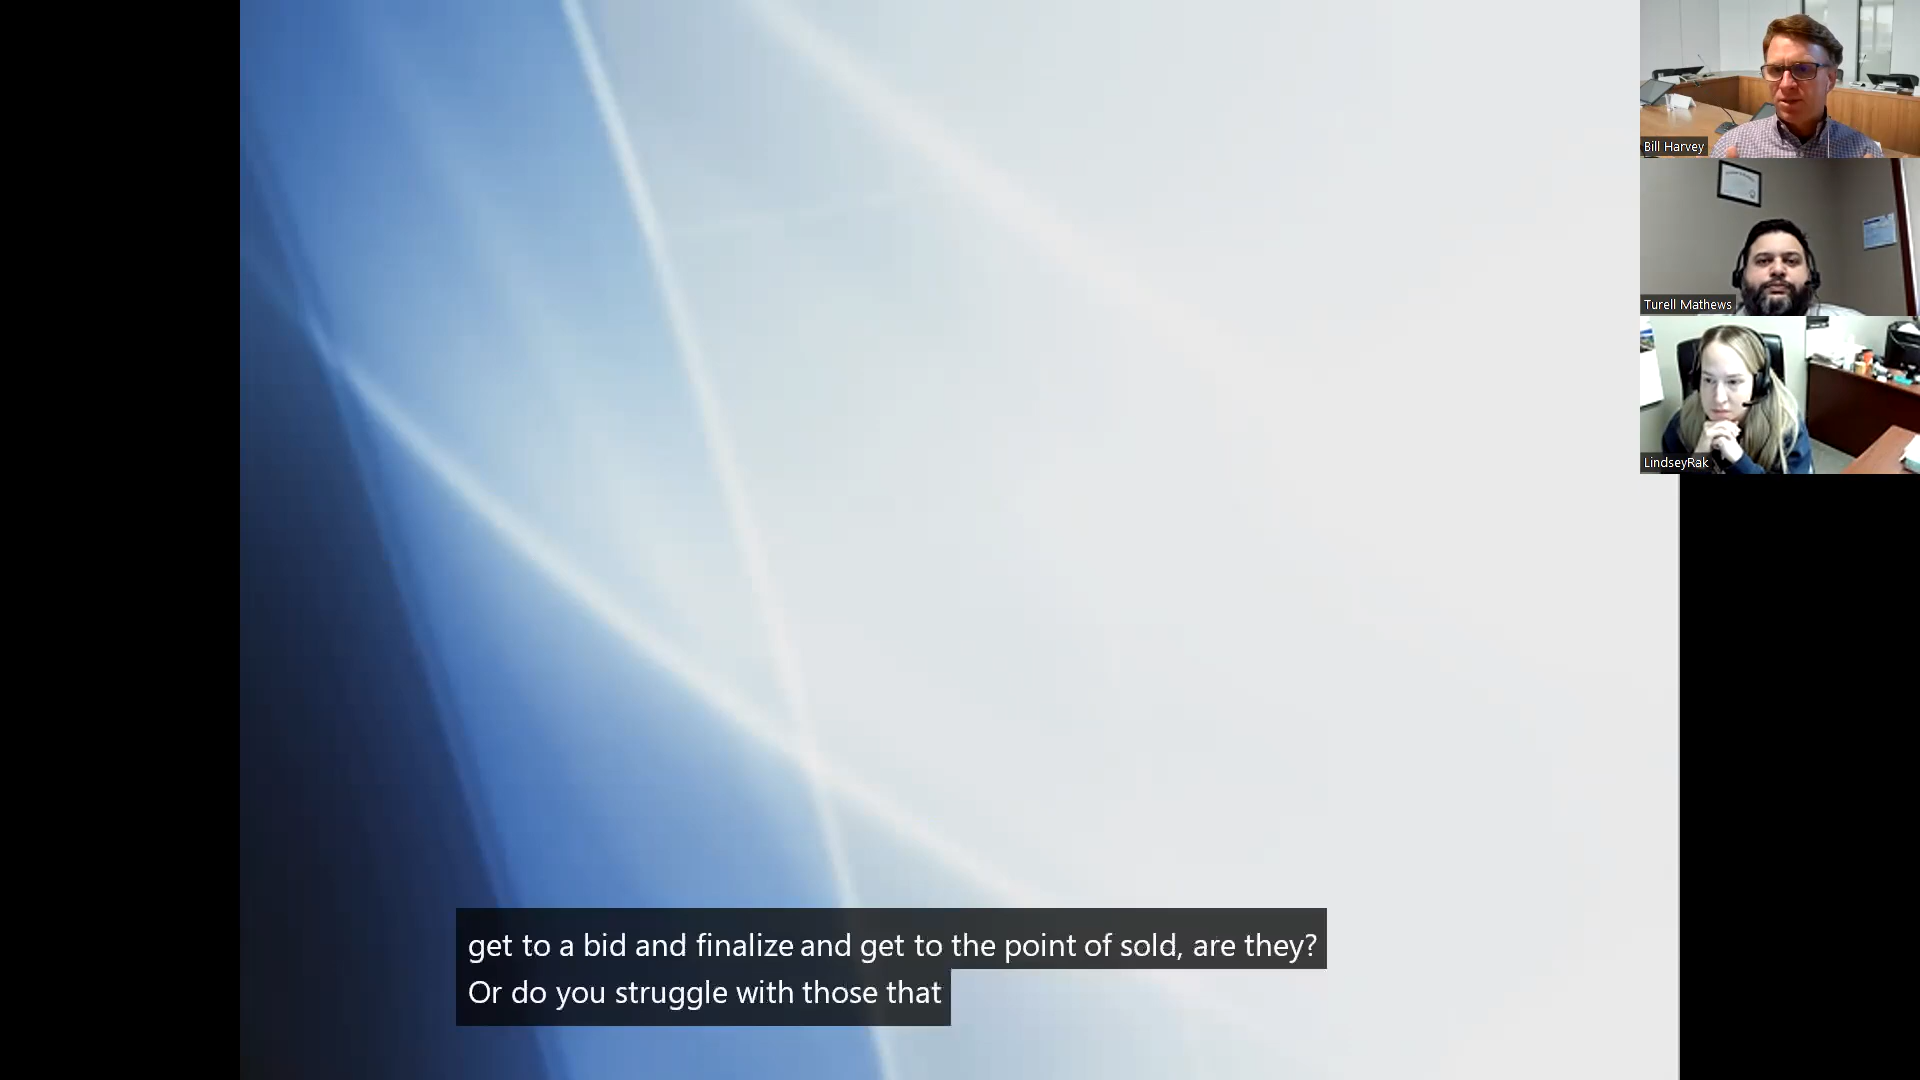 Bill Harvey
Turell Mathews
LindseyRak
get to a bid and finalize and get to the point of sold, are they?
Or do you struggle with those that